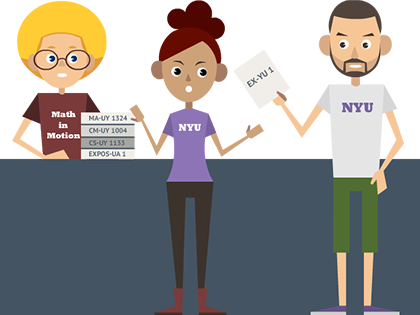 Math
in
Motion
MA-UY 1324
CM-UY 1004
CS-UY 1133
EXPOS-UA 1
NYU
EX-YU 1
NYU